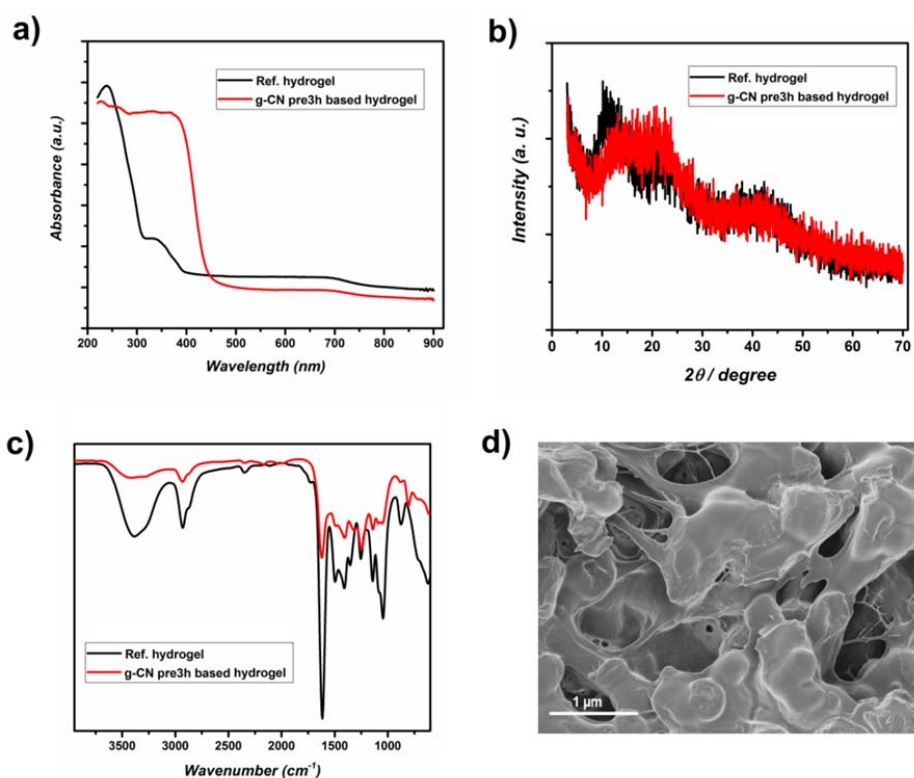 a)
Ref. hydrogel
g-CN pre3h based hydrogel
Absorbance (a.u.)
200 300 400 500 600 700 800 900
Wavelength (nm)
b)
Ref. hydrogel
g-CN pre3h based hydrogel
Intensity (a. u.)
0 10 20 30 40 50 60 70
2θ / degree
c)
Ref. hydrogel
g-CN pre3h based hydrogel
3500 3000 2500 2000 1500 1000
Wavenumber (cm⁻¹)
d)
1 µm